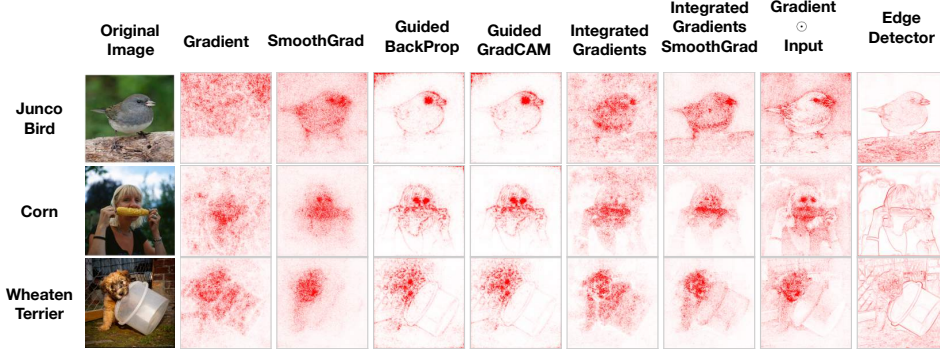 Original
Image
Gradient
SmoothGrad
Guided
BackProp
Guided
GradCAM
Integrated
Gradients
Integrated
Gradients
SmoothGrad
Gradient
⊙
Input
Edge
Detector
Junco
Bird
Corn
Wheaten
Terrier